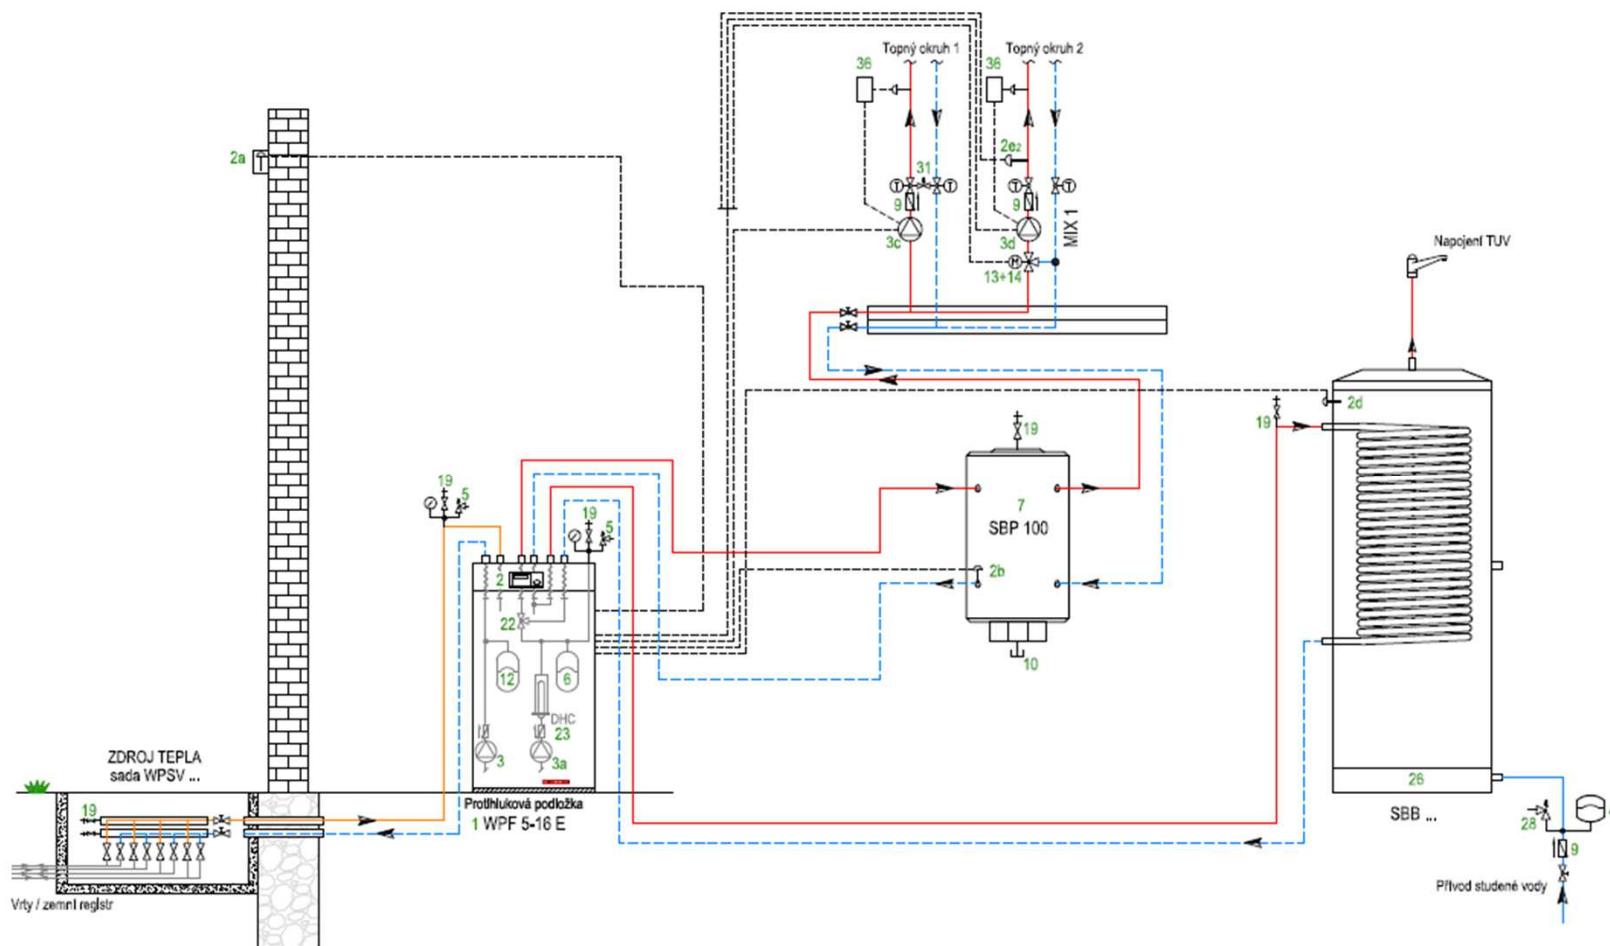 Topný okruh 1
Topný okruh 2
36
36
2a
2e2
31
T
T
T
T
9
9
3c
3d
MIX 1
M
13+14
Napojení TUV
2d
19
19
7
SBP 100
19
5
19
5
2
2b
22
12
6
10
DHC
23
3
3a
ZDROJ TEPLA
sada WPSV ...
26
SBB ...
19
Protihluková podložka
1 WPF 5-16 E
28
9
Přívod studené vody
Vrty / zemní registr